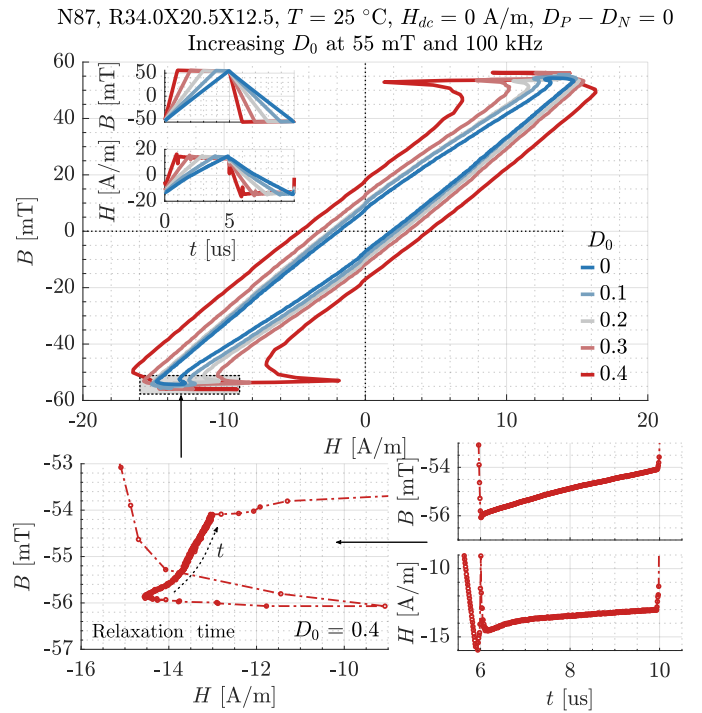 N87, R34.0X20.5X12.5, T = 25 °C, H_dc = 0 A/m, D_P − D_N = 0
Increasing D_0 at 55 mT and 100 kHz
60
40
20
0
-20
-40
-60
B [mT]
-20
-10
0
10
20
H [A/m]
50
0
-50
B [mT]
20
0
-20
H [A/m]
0
5
t [us]
D_0
0
0.1
0.2
0.3
0.4
-53
-54
-55
-56
-57
B [mT]
t
Relaxation time
D_0 = 0.4
-16
-14
-12
-10
H [A/m]
-54
-56
B [mT]
-10
-15
H [A/m]
6
8
10
t [us]